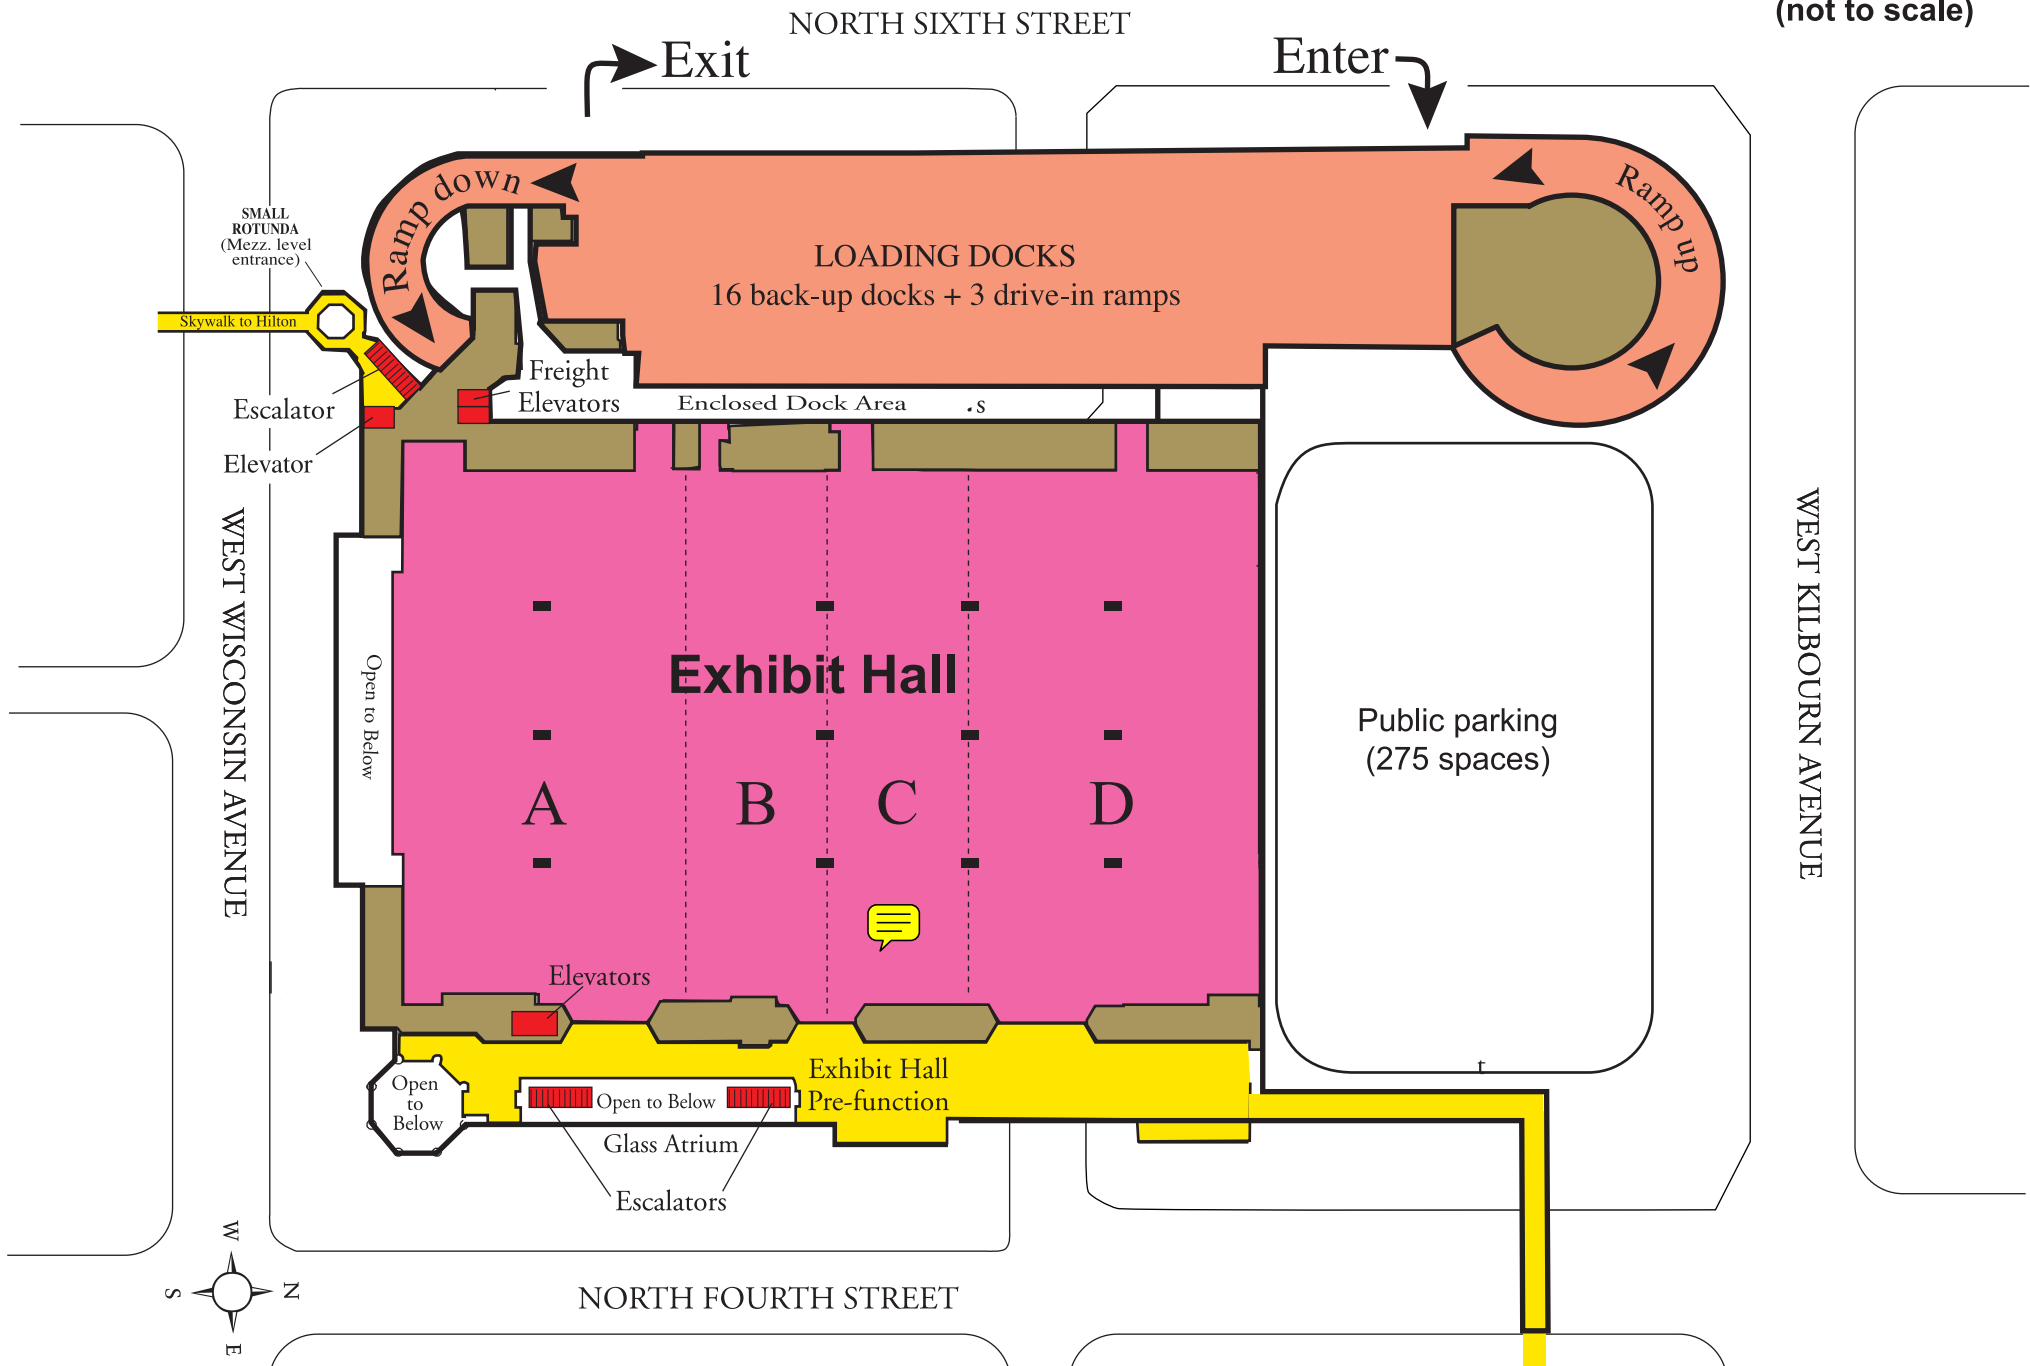 (not to scale)
NORTH SIXTH STREET
Exit
Enter
Ramp down
Ramp up
SMALL
ROTUNDA
(Mezz. level
entrance)
LOADING DOCKS
16 back-up docks + 3 drive-in ramps
Skywalk to Hilton
Freight
Elevators
Escalator
Enclosed Dock Area
.s
Elevator
WEST WISCONSIN AVENUE
WEST KILBOURN AVENUE
Open to Below
Exhibit Hall
Public parking
(275 spaces)
A
B
C
D
Elevators
Exhibit Hall
Pre-function
t
Open
to
Below
Open to Below
Glass Atrium
Escalators
W
S
N
E
NORTH FOURTH STREET